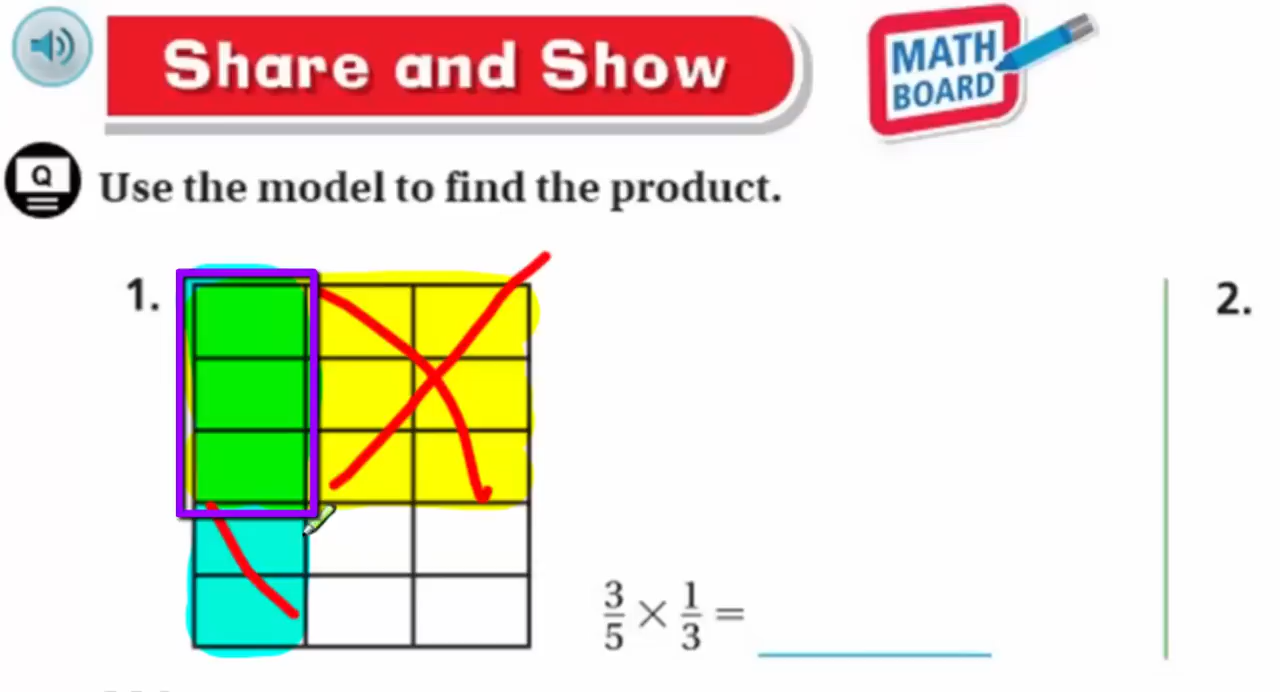 Share and Show
MATH
BOARD
Q
Use the model to find the product.
1.
2.
3/5 × 1/3 =